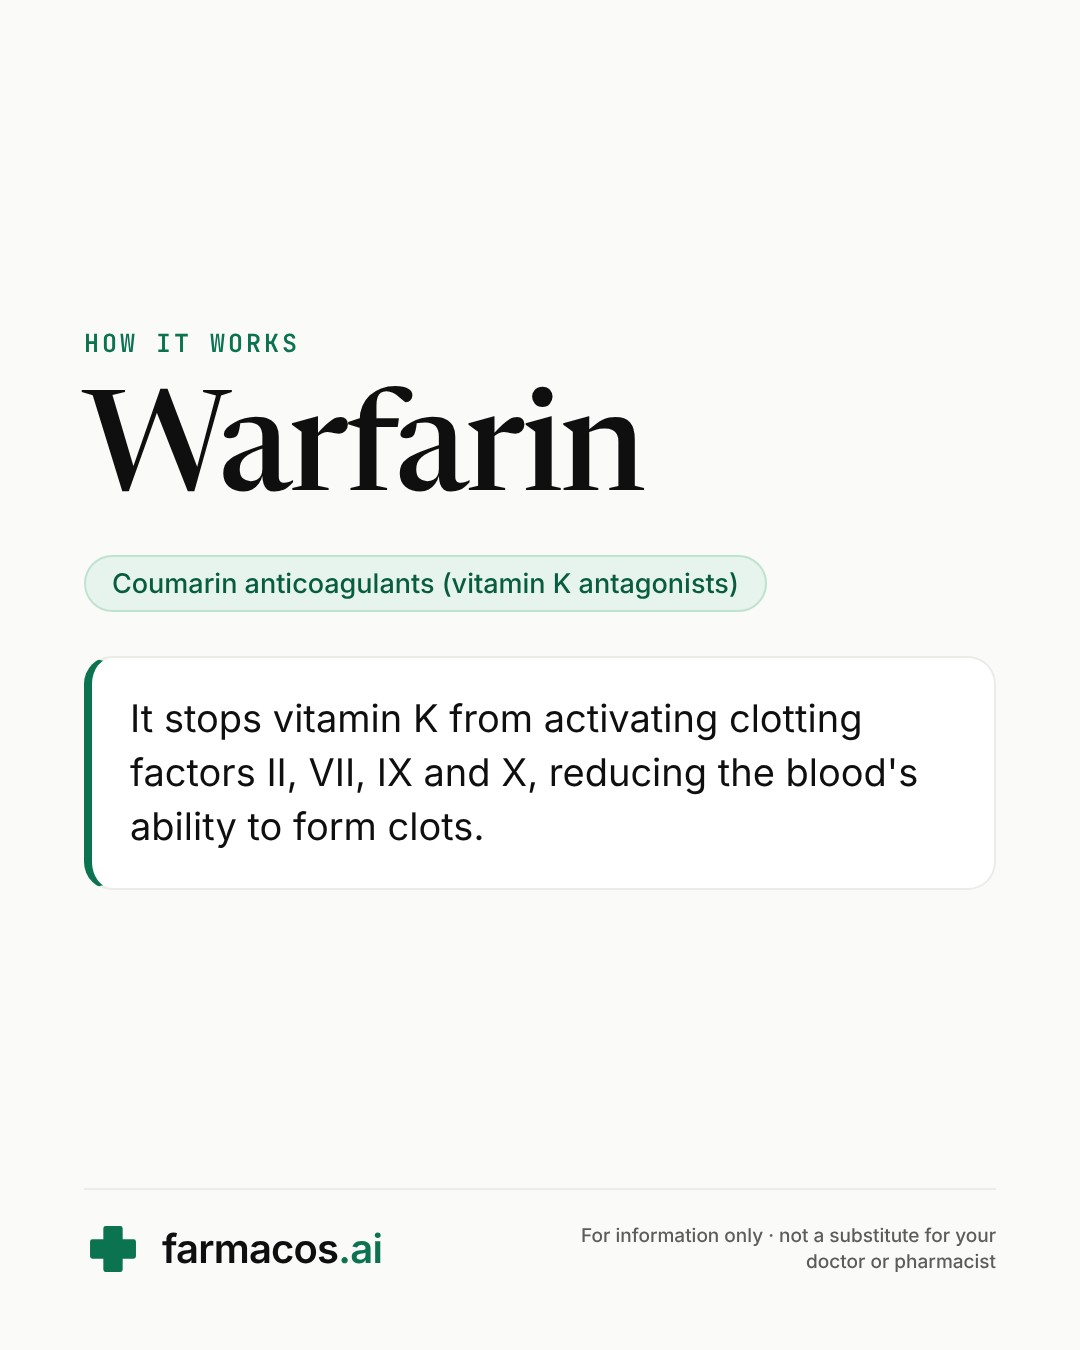 HOW IT WORKS
Warfarin
Coumarin anticoagulants (vitamin K antagonists)
It stops vitamin K from activating clotting
factors II, VII, IX and X, reducing the blood's
ability to form clots.
farmacos.ai
For information only · not a substitute for your
doctor or pharmacist